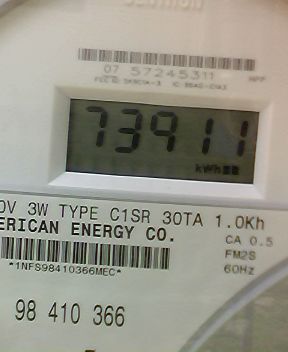 07 57245311
73911
kWh
0V 3W TYPE C1SR 30TA 1.0Kh
ERICAN ENERGY CO.
CA 0.5
FM2S
60Hz
*1NFS98410366MEC*
98 410 366